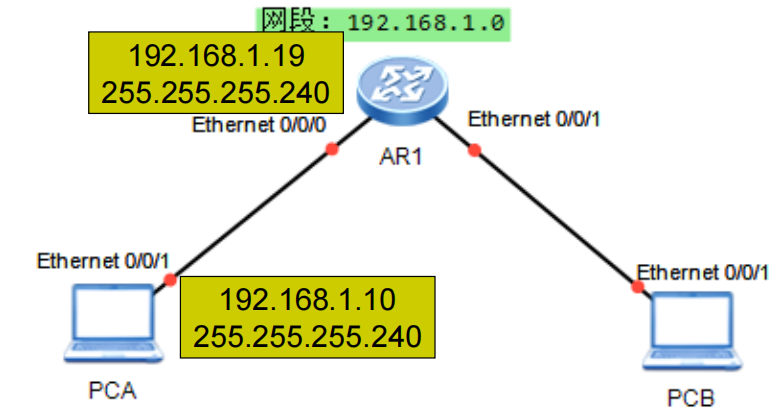 网段：192.168.1.0
192.168.1.19
255.255.255.240
Ethernet 0/0/0
Ethernet 0/0/1
AR1
Ethernet 0/0/1
Ethernet 0/0/1
192.168.1.10
255.255.255.240
PCA
PCB